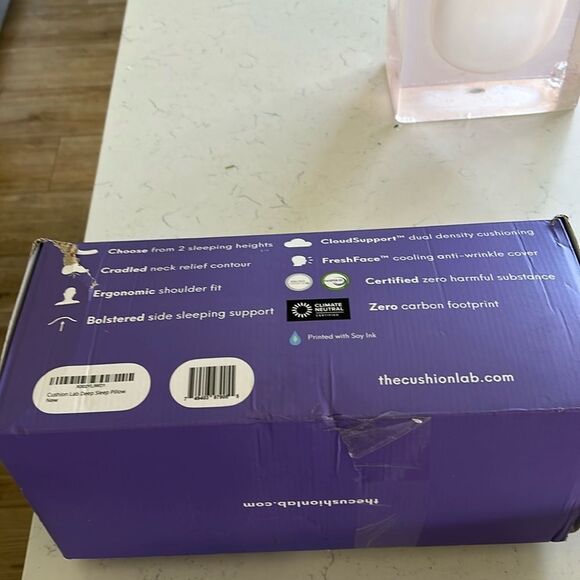 Choose from 2 sleeping heights
Cradled neck relief contour
Ergonomic shoulder fit
Bolstered side sleeping support
CloudSupport™ dual density cushioning
FreshFace™ cooling anti-wrinkle cover
Certified zero harmful substance
CLIMATE
NEUTRAL
CERTIFIED
Zero carbon footprint
Printed with Soy Ink
Cushion Lab Deep Sleep Pillow
New
thecushionlab.com
thecushionlab.com